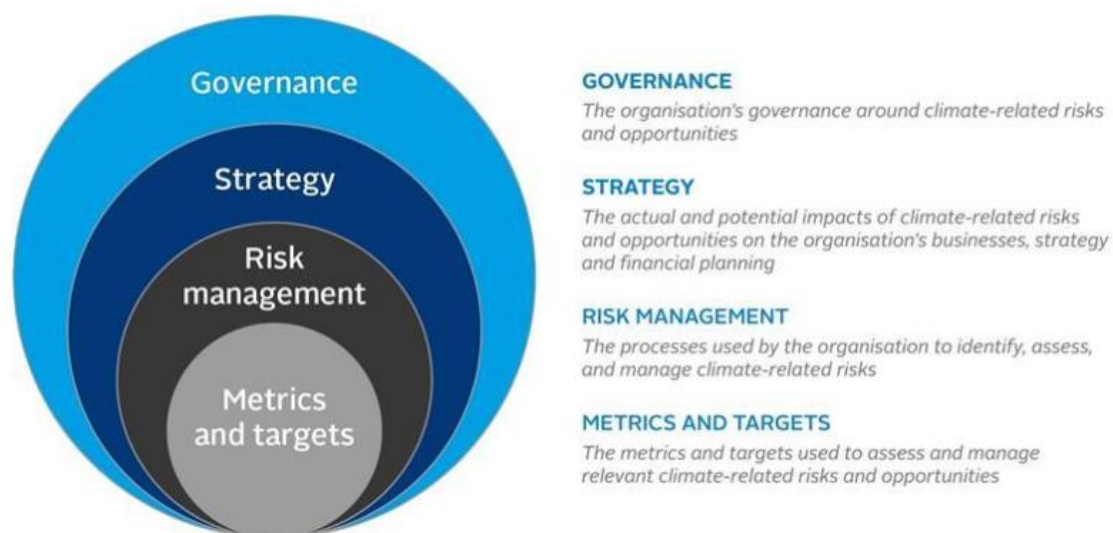 Governance
Strategy
Risk
management
Metrics
and targets
GOVERNANCE
The organisation's governance around climate-related risks
and opportunities
STRATEGY
The actual and potential impacts of climate-related risks
and opportunities on the organisation's businesses, strategy
and financial planning
RISK MANAGEMENT
The processes used by the organisation to identify, assess,
and manage climate-related risks
METRICS AND TARGETS
The metrics and targets used to assess and manage
relevant climate-related risks and opportunities